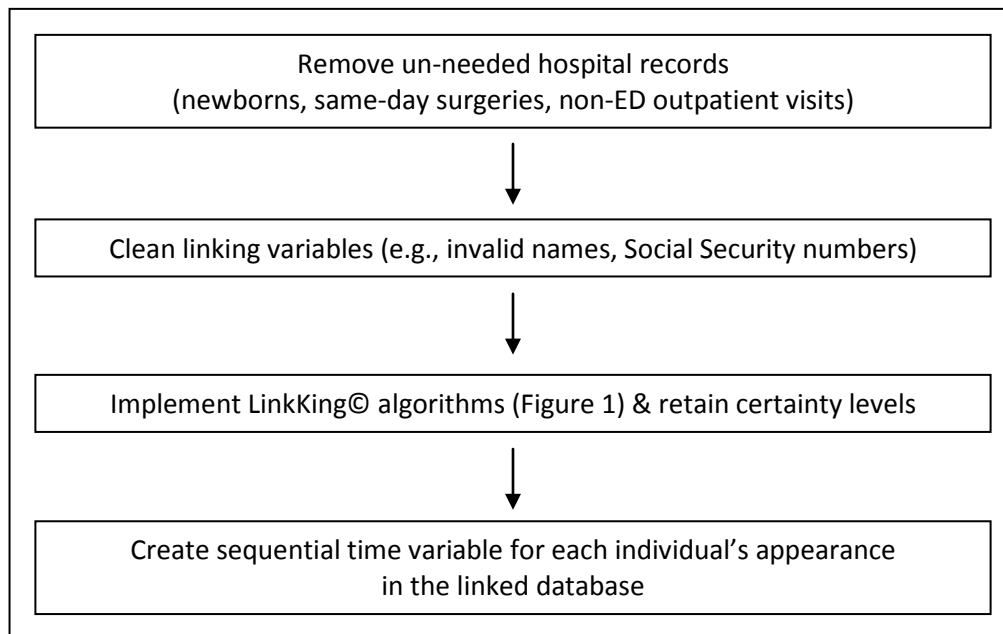 Remove un-needed hospital records
(newborns, same-day surgeries, non-ED outpatient visits)
Clean linking variables (e.g., invalid names, Social Security numbers)
Implement LinkKing© algorithms (Figure 1) & retain certainty levels
Create sequential time variable for each individual’s appearance
in the linked database